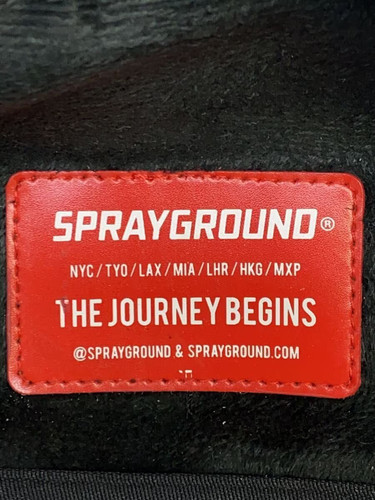 SPRAYGROUND®
NYC / TYO / LAX / MIA / LHR / HKG / MXP
THE JOURNEY BEGINS
@SPRAYGROUND & SPRAYGROUND.COM